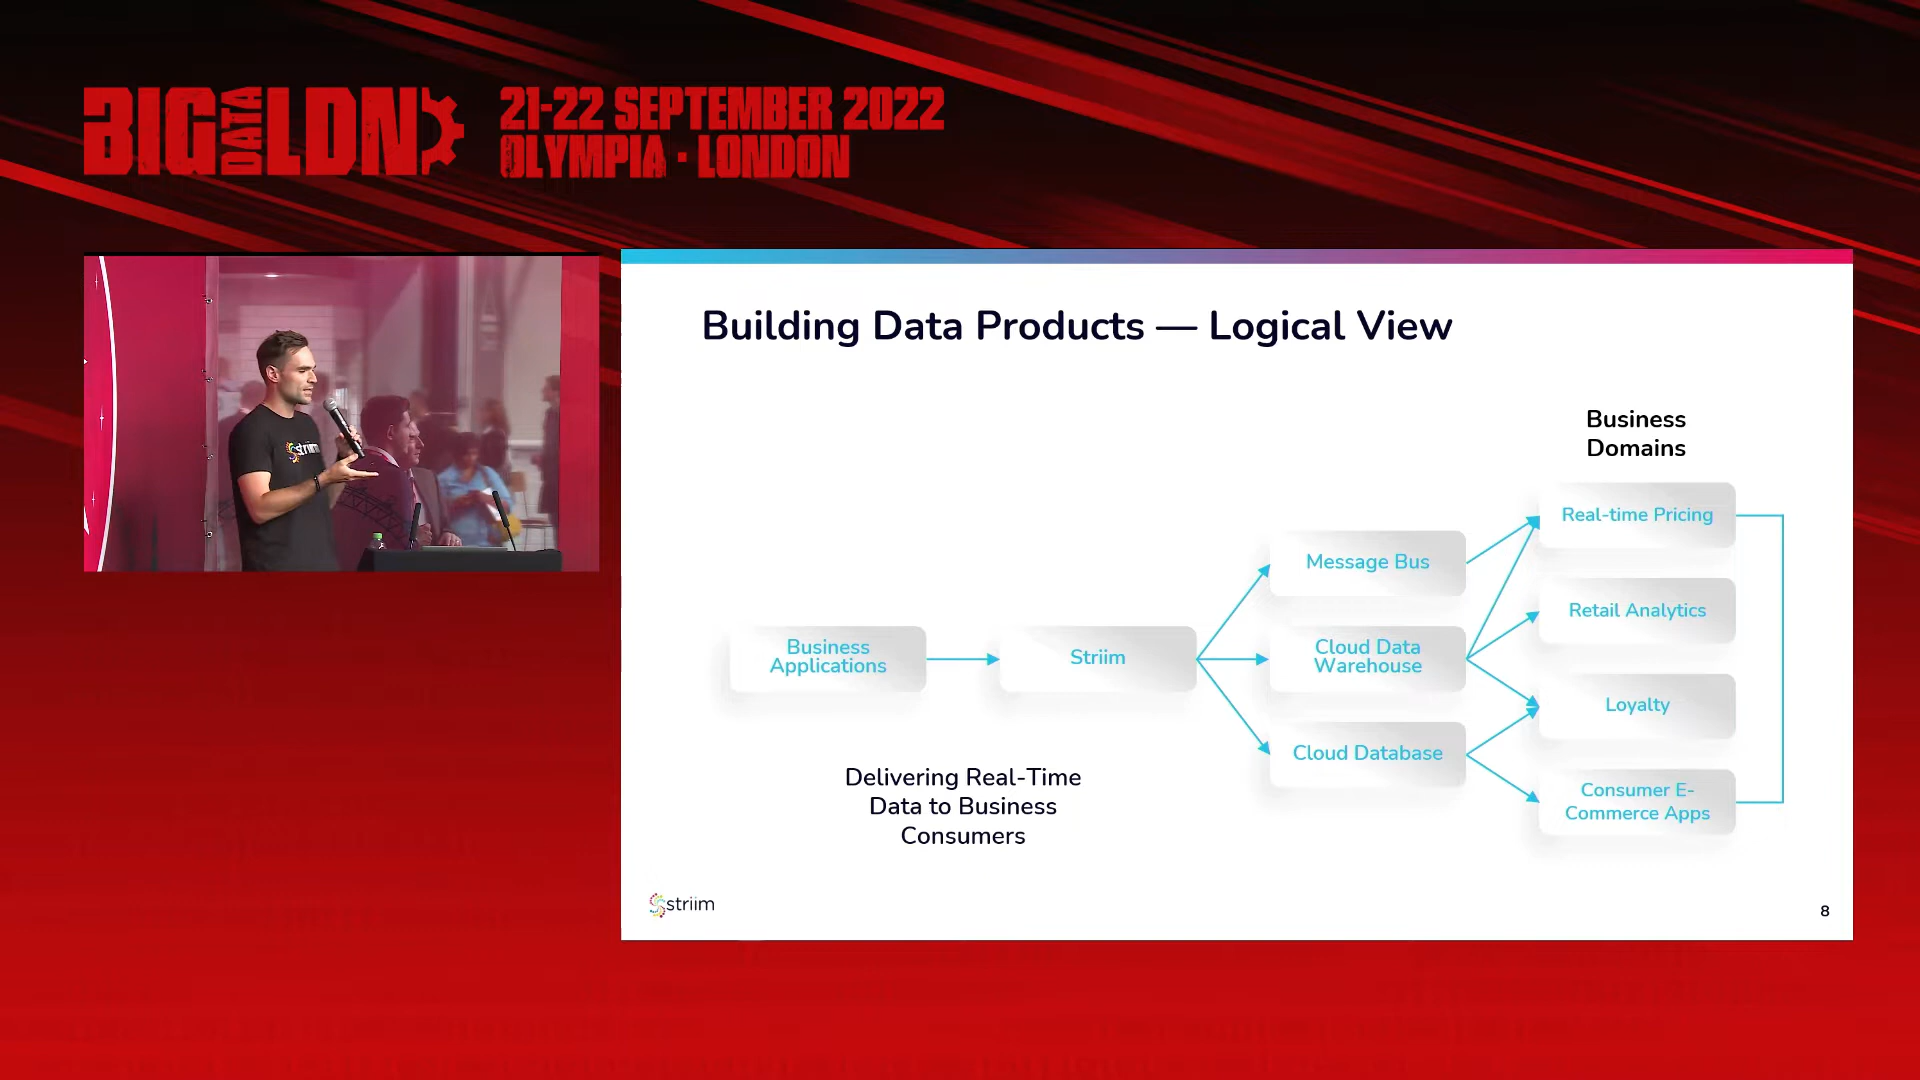 BIG DATA LDN
21-22 SEPTEMBER 2022
OLYMPIA · LONDON
striim
Building Data Products — Logical View
Business
Domains
Real-time Pricing
Message Bus
Retail Analytics
Business
Applications
Striim
Cloud Data
Warehouse
Loyalty
Cloud Database
Consumer E-
Commerce Apps
Delivering Real-Time
Data to Business
Consumers
striim
8